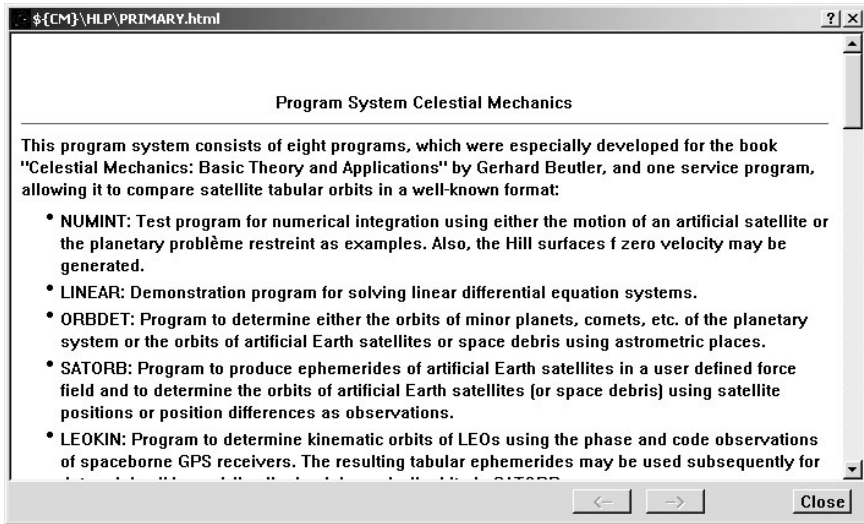 ${CM}\HLP\PRIMARY.html
? ×
Program System Celestial Mechanics
This program system consists of eight programs, which were especially developed for the book
"Celestial Mechanics: Basic Theory and Applications" by Gerhard Beutler, and one service program,
allowing it to compare satellite tabular orbits in a well-known format:
• NUMINT: Test program for numerical integration using either the motion of an artificial satellite or
the planetary problème restreint as examples. Also, the Hill surfaces f zero velocity may be
generated.
• LINEAR: Demonstration program for solving linear differential equation systems.
• ORBDET: Program to determine either the orbits of minor planets, comets, etc. of the planetary
system or the orbits of artificial Earth satellites or space debris using astrometric places.
• SATORB: Program to produce ephemerides of artificial Earth satellites in a user defined force
field and to determine the orbits of artificial Earth satellites (or space debris) using satellite
positions or position differences as observations.
• LEOKIN: Program to determine kinematic orbits of LEOs using the phase and code observations
of spaceborne GPS receivers. The resulting tabular ephemerides may be used subsequently for
<- -> Close